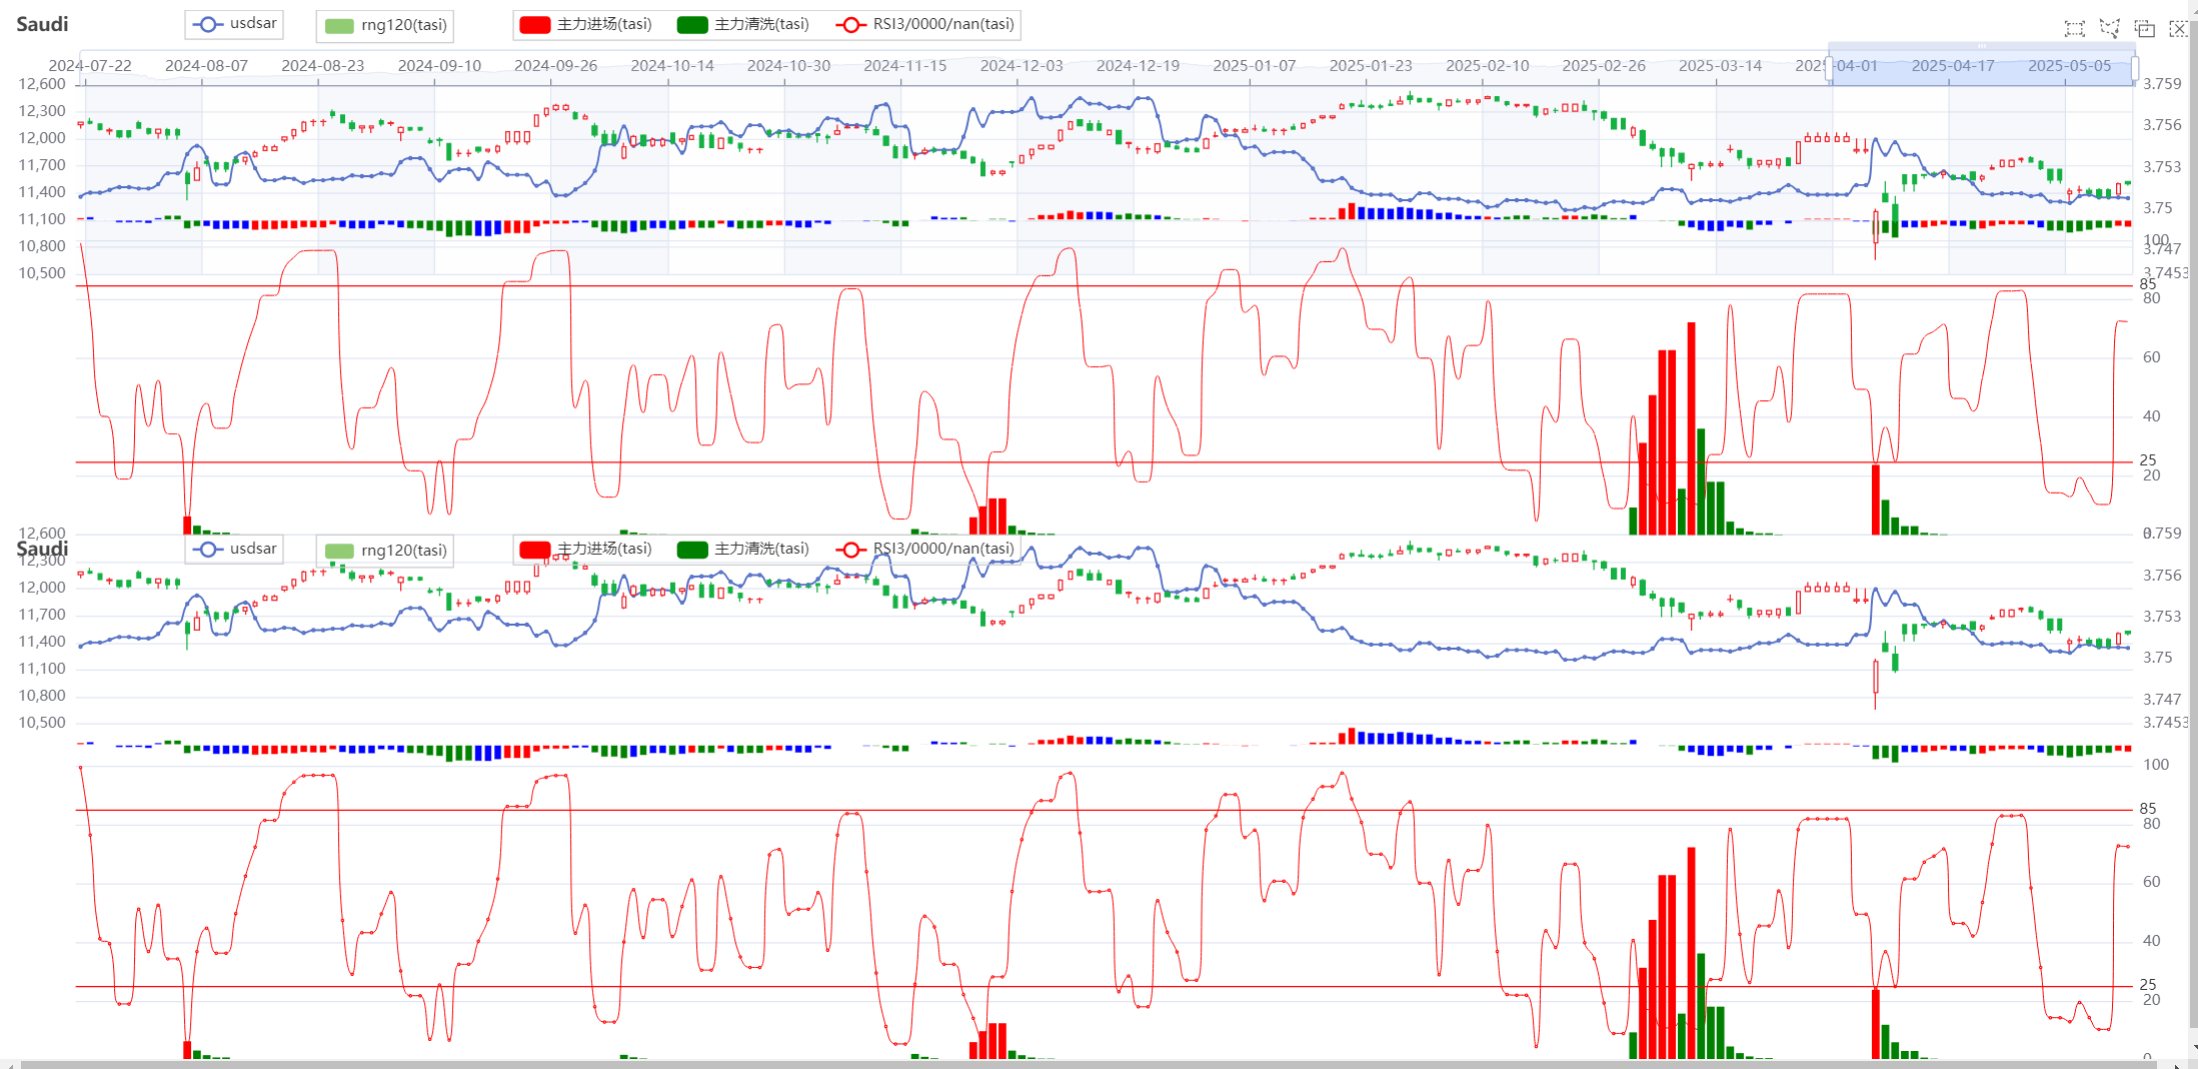 Saudi
usdsar
rng120(tasi)
主力进场(tasi)
主力清洗(tasi)
RSI3/0000/nan(tasi)
2024-07-22 2024-08-07 2024-08-23 2024-09-10 2024-09-26 2024-10-14 2024-10-30 2024-11-15 2024-12-03 2024-12-19 2025-01-07 2025-01-23 2025-02-10 2025-02-26 2025-03-14 2025-04-01 2025-04-17 2025-05-05
12,600 3.759
12,300
12,000 3.756
11,700 3.753
11,400
11,100 3.75
10,800 100
3.747
10,500 3.7453
85
80
60
40
25
20
12,600 3.759
Saudi
usdsar
rng120(tasi)
主力进场(tasi)
主力清洗(tasi)
RSI3/0000/nan(tasi)
12,300
12,000 3.756
11,700 3.753
11,400
11,100 3.75
10,800 3.747
10,500 3.7453
100
85
80
60
40
25
20
0